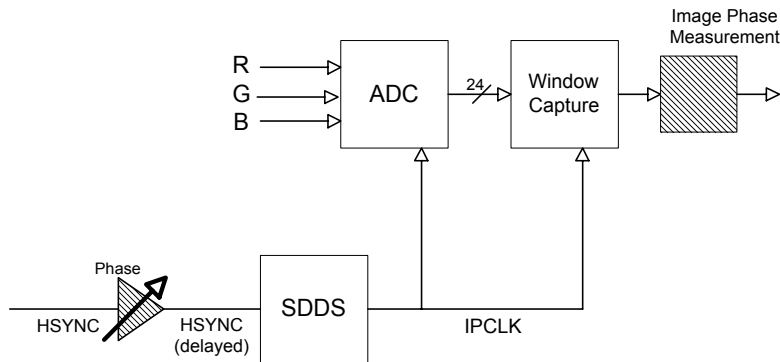 Image Phase
Measurement
R
G
B
ADC
24
Window
Capture
Phase
HSYNC
HSYNC
(delayed)
SDDS
IPCLK